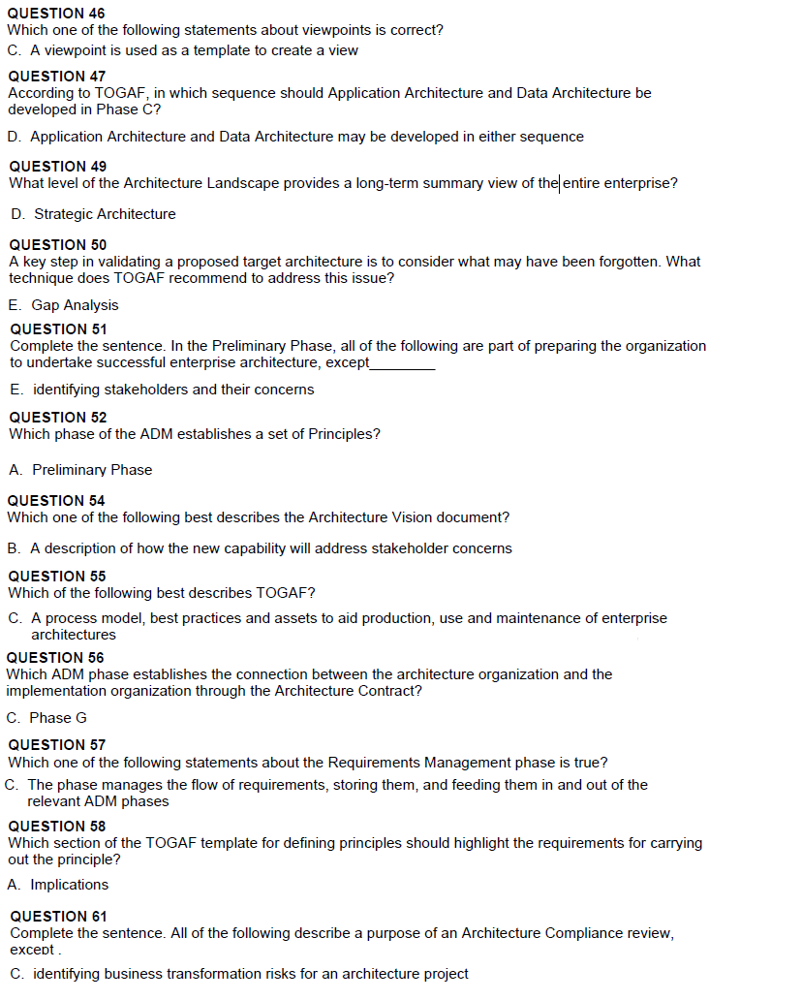 QUESTION 46
Which one of the following statements about viewpoints is correct?
C. A viewpoint is used as a template to create a view
QUESTION 47
According to TOGAF, in which sequence should Application Architecture and Data Architecture be
developed in Phase C?
D. Application Architecture and Data Architecture may be developed in either sequence
QUESTION 49
What level of the Architecture Landscape provides a long-term summary view of the entire enterprise?
D. Strategic Architecture
QUESTION 50
A key step in validating a proposed target architecture is to consider what may have been forgotten. What
technique does TOGAF recommend to address this issue?
E. Gap Analysis
QUESTION 51
Complete the sentence. In the Preliminary Phase, all of the following are part of preparing the organization
to undertake successful enterprise architecture, except_________
E. identifying stakeholders and their concerns
QUESTION 52
Which phase of the ADM establishes a set of Principles?
A. Preliminary Phase
QUESTION 54
Which one of the following best describes the Architecture Vision document?
B. A description of how the new capability will address stakeholder concerns
QUESTION 55
Which of the following best describes TOGAF?
C. A process model, best practices and assets to aid production, use and maintenance of enterprise
architectures
QUESTION 56
Which ADM phase establishes the connection between the architecture organization and the
implementation organization through the Architecture Contract?
C. Phase G
QUESTION 57
Which one of the following statements about the Requirements Management phase is true?
C. The phase manages the flow of requirements, storing them, and feeding them in and out of the
relevant ADM phases
QUESTION 58
Which section of the TOGAF template for defining principles should highlight the requirements for carrying
out the principle?
A. Implications
QUESTION 61
Complete the sentence. All of the following describe a purpose of an Architecture Compliance review,
except .
C. identifying business transformation risks for an architecture project